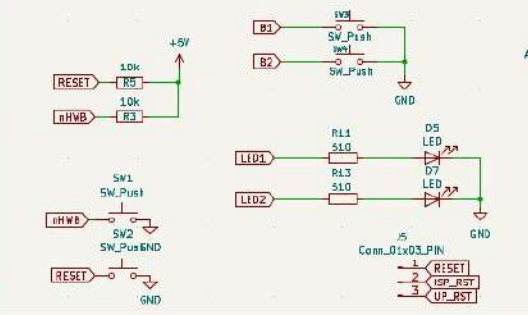 +5V
10k
RESET
R5
10k
nHWB
R3
SW1
SW_Push
nHWB
SW2
SW_Push
GND
RESET
GND
SW3
B1
SW_Push
SW4
B2
SW_Push
GND
R11
510
D5
LED
LED1
R13
510
D7
LED
LED2
GND
J5
Conn_01x03_PIN
1 RESET
2 ISP_RST
3 UP_RST